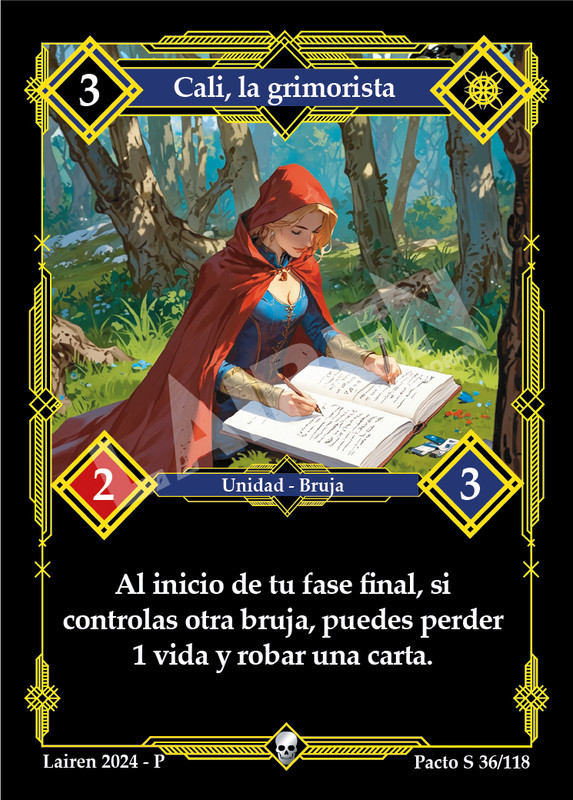 3
Cali, la grimorista
2
Unidad - Bruja
3
Al inicio de tu fase final, si
controlas otra bruja, puedes perder
1 vida y robar una carta.
Lairen 2024 - P
Pacto S 36/118